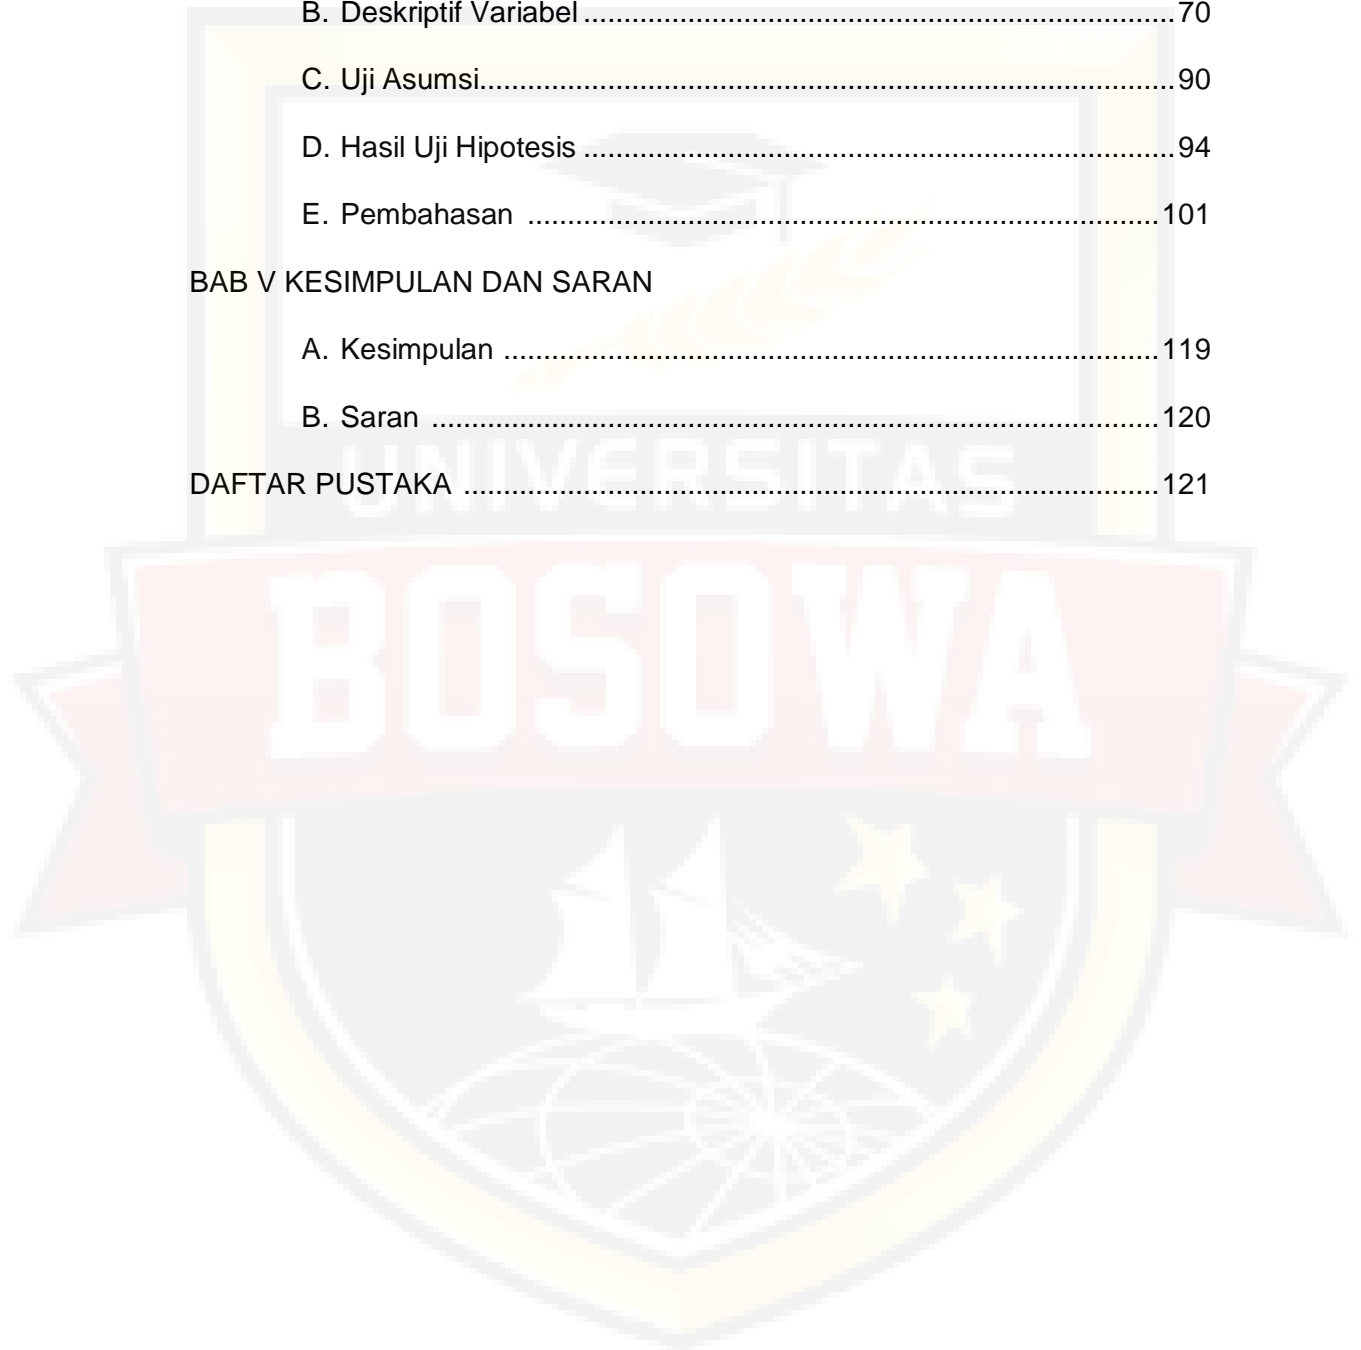 B. Deskriptif Variabel ........................................................................... 70
C. Uji Asumsi....................................................................................... 90
D. Hasil Uji Hipotesis ........................................................................... 94
E. Pembahasan ................................................................................ 101
BAB V KESIMPULAN DAN SARAN
A. Kesimpulan ................................................................................... 119
B. Saran ............................................................................................ 120
DAFTAR PUSTAKA ........................................................................................ 121
UNIVERSITAS
BOSOWA